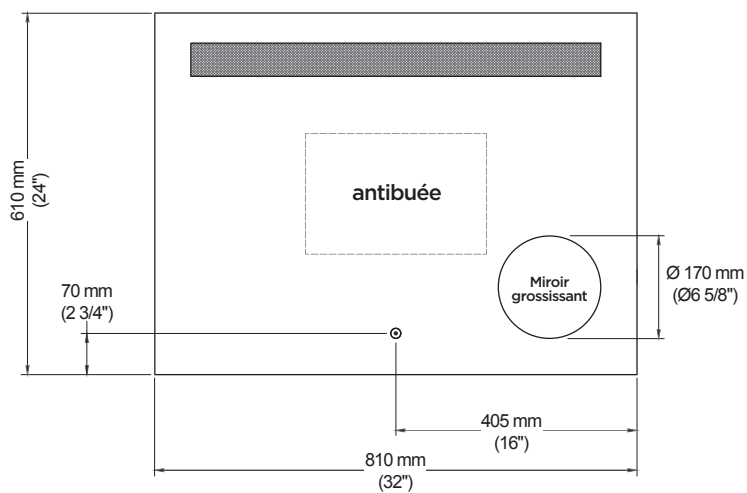 610 mm
(24")
antibuée
Miroir
grossissant
Ø 170 mm
(Ø6 5/8")
70 mm
(2 3/4")
405 mm
(16")
810 mm
(32")